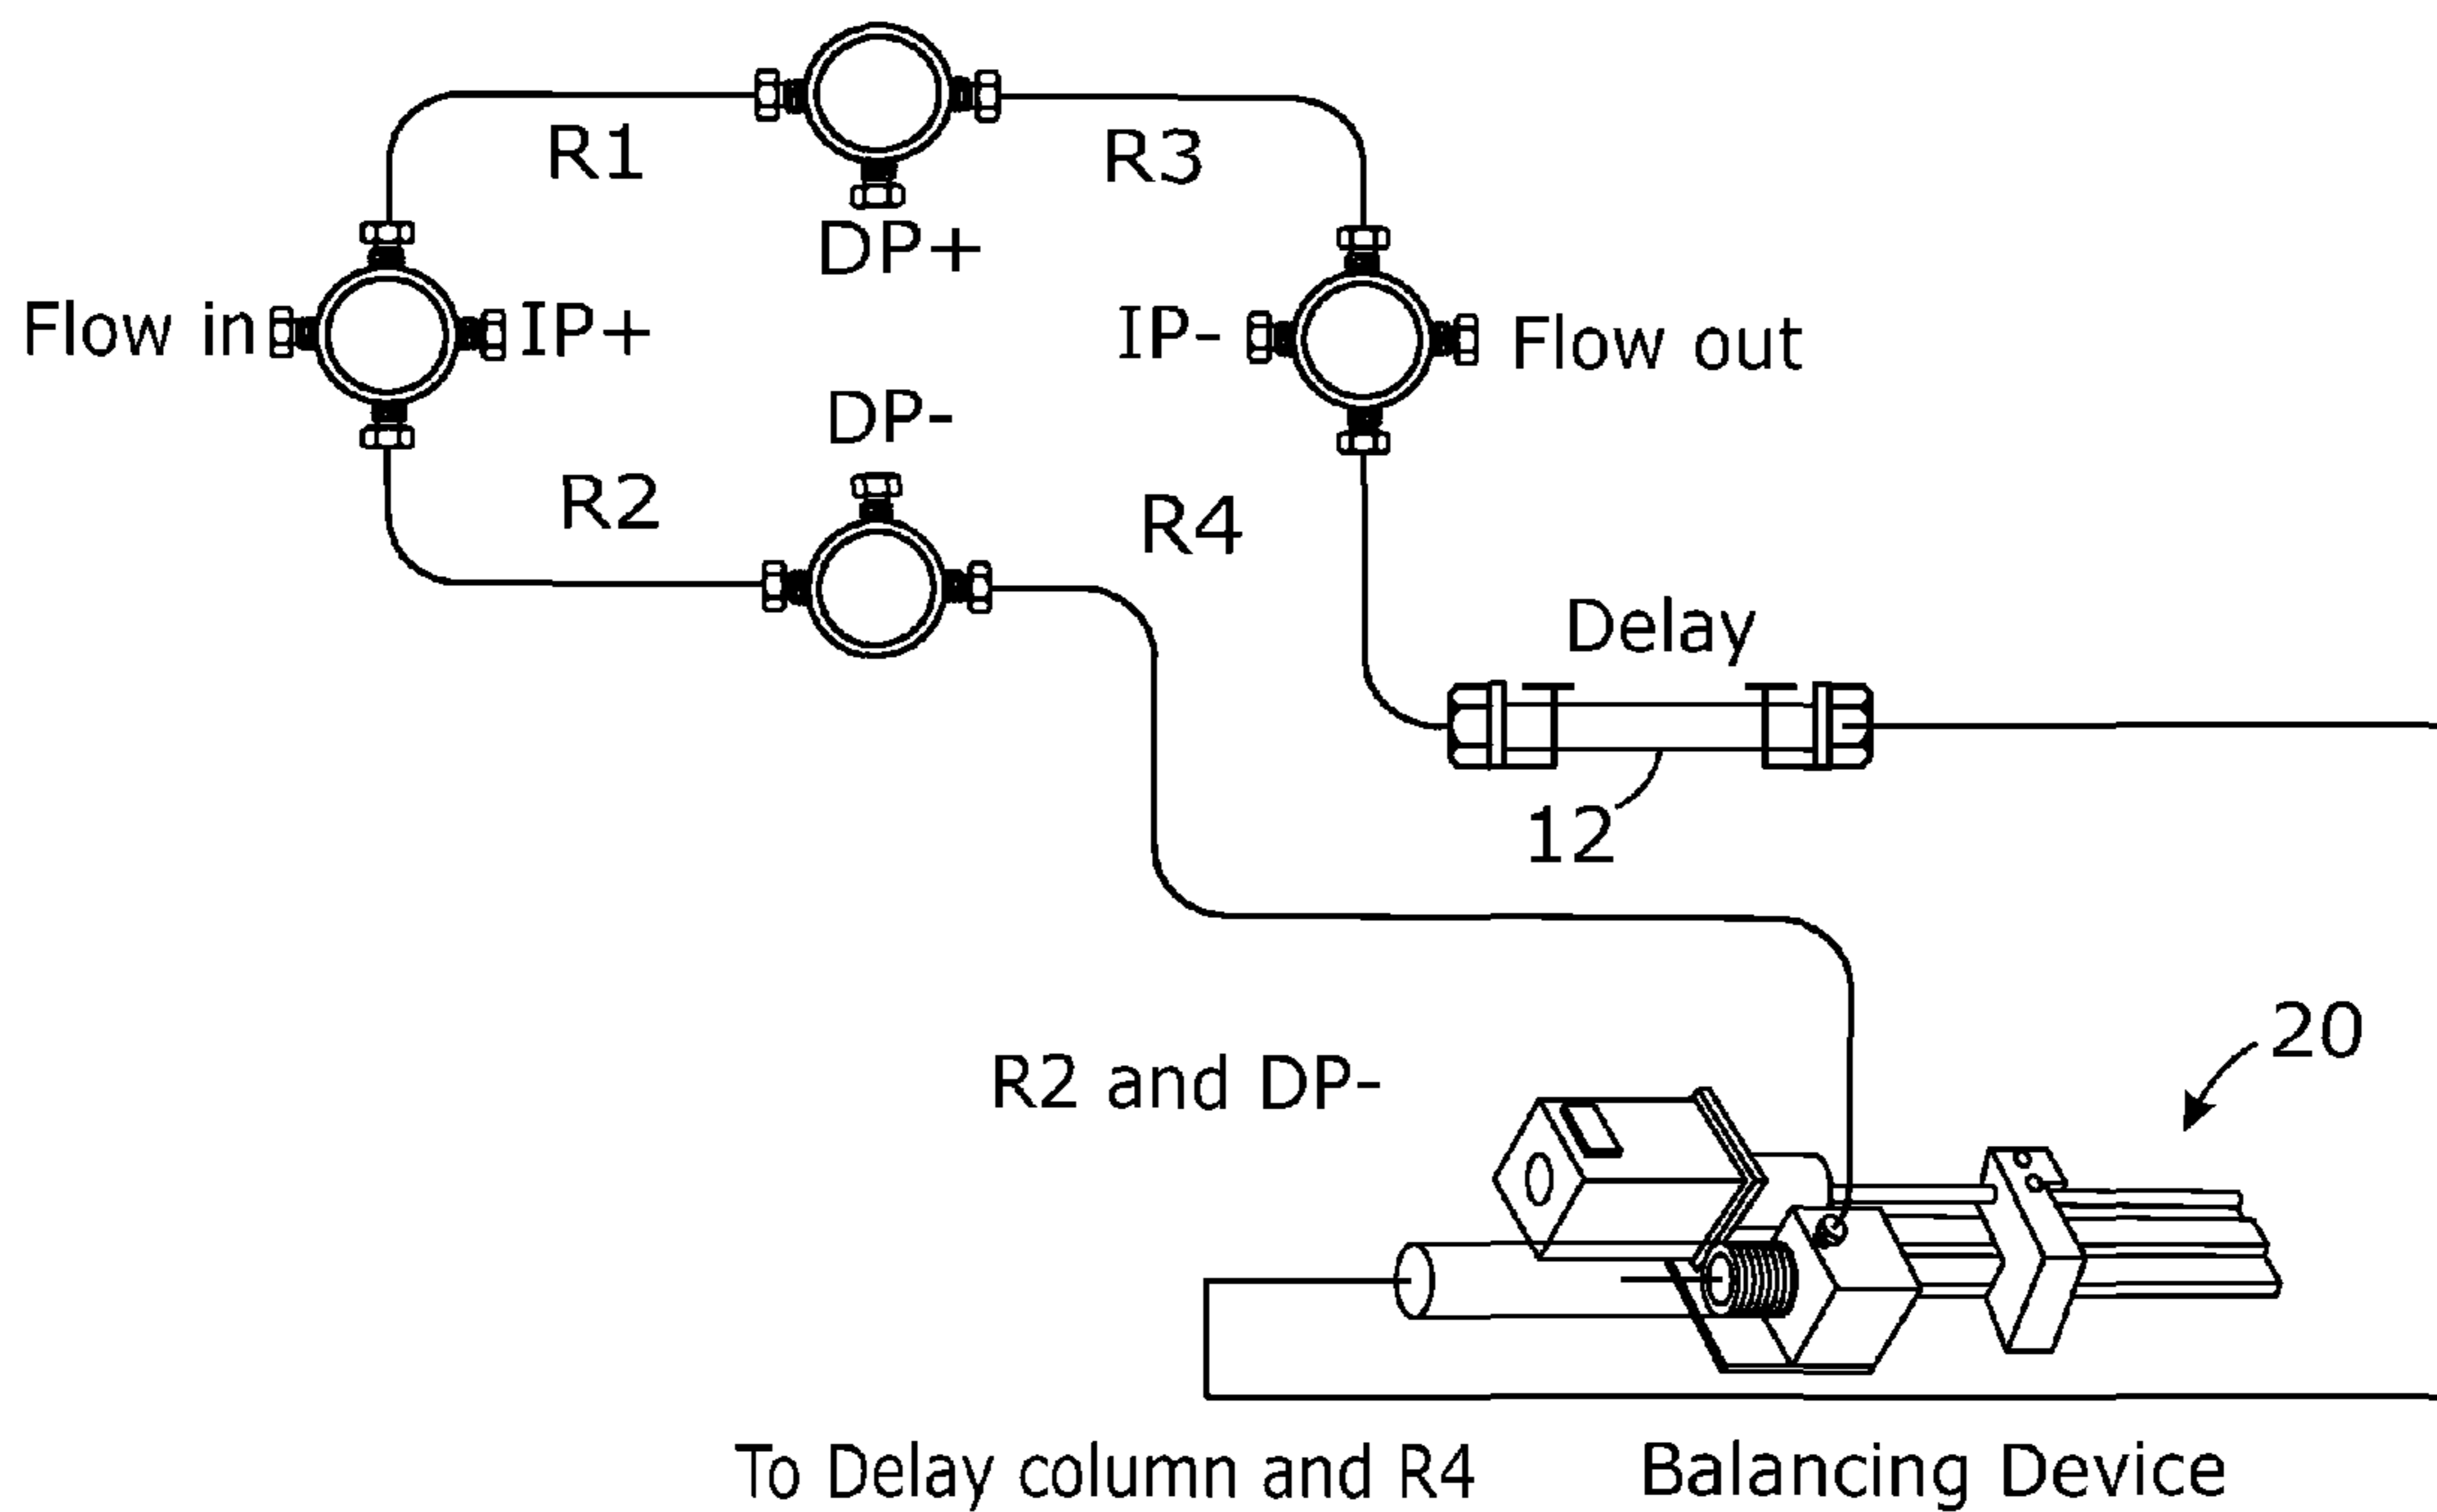 R1
R3
DP+
Flow in
IP+
IP-
Flow out
DP-
R2
R4
Delay
12
20
R2 and DP-
To Delay column and R4
Balancing Device